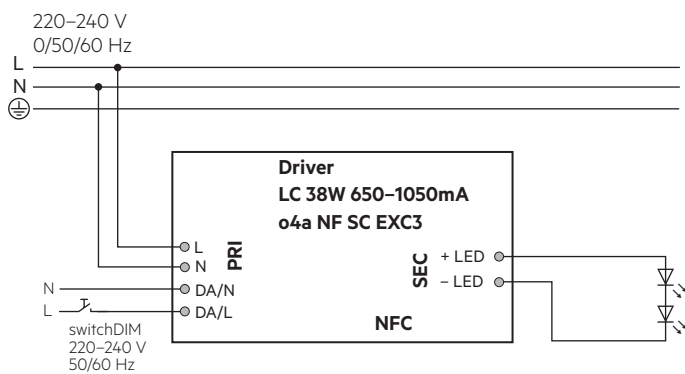 220–240 V
0/50/60 Hz
L
N
Driver
LC 38W 650–1050mA
o4a NF SC EXC3
L
N
PRI
DA/N
DA/L
SEC
+ LED
– LED
NFC
N
L
switchDIM
220–240 V
50/60 Hz